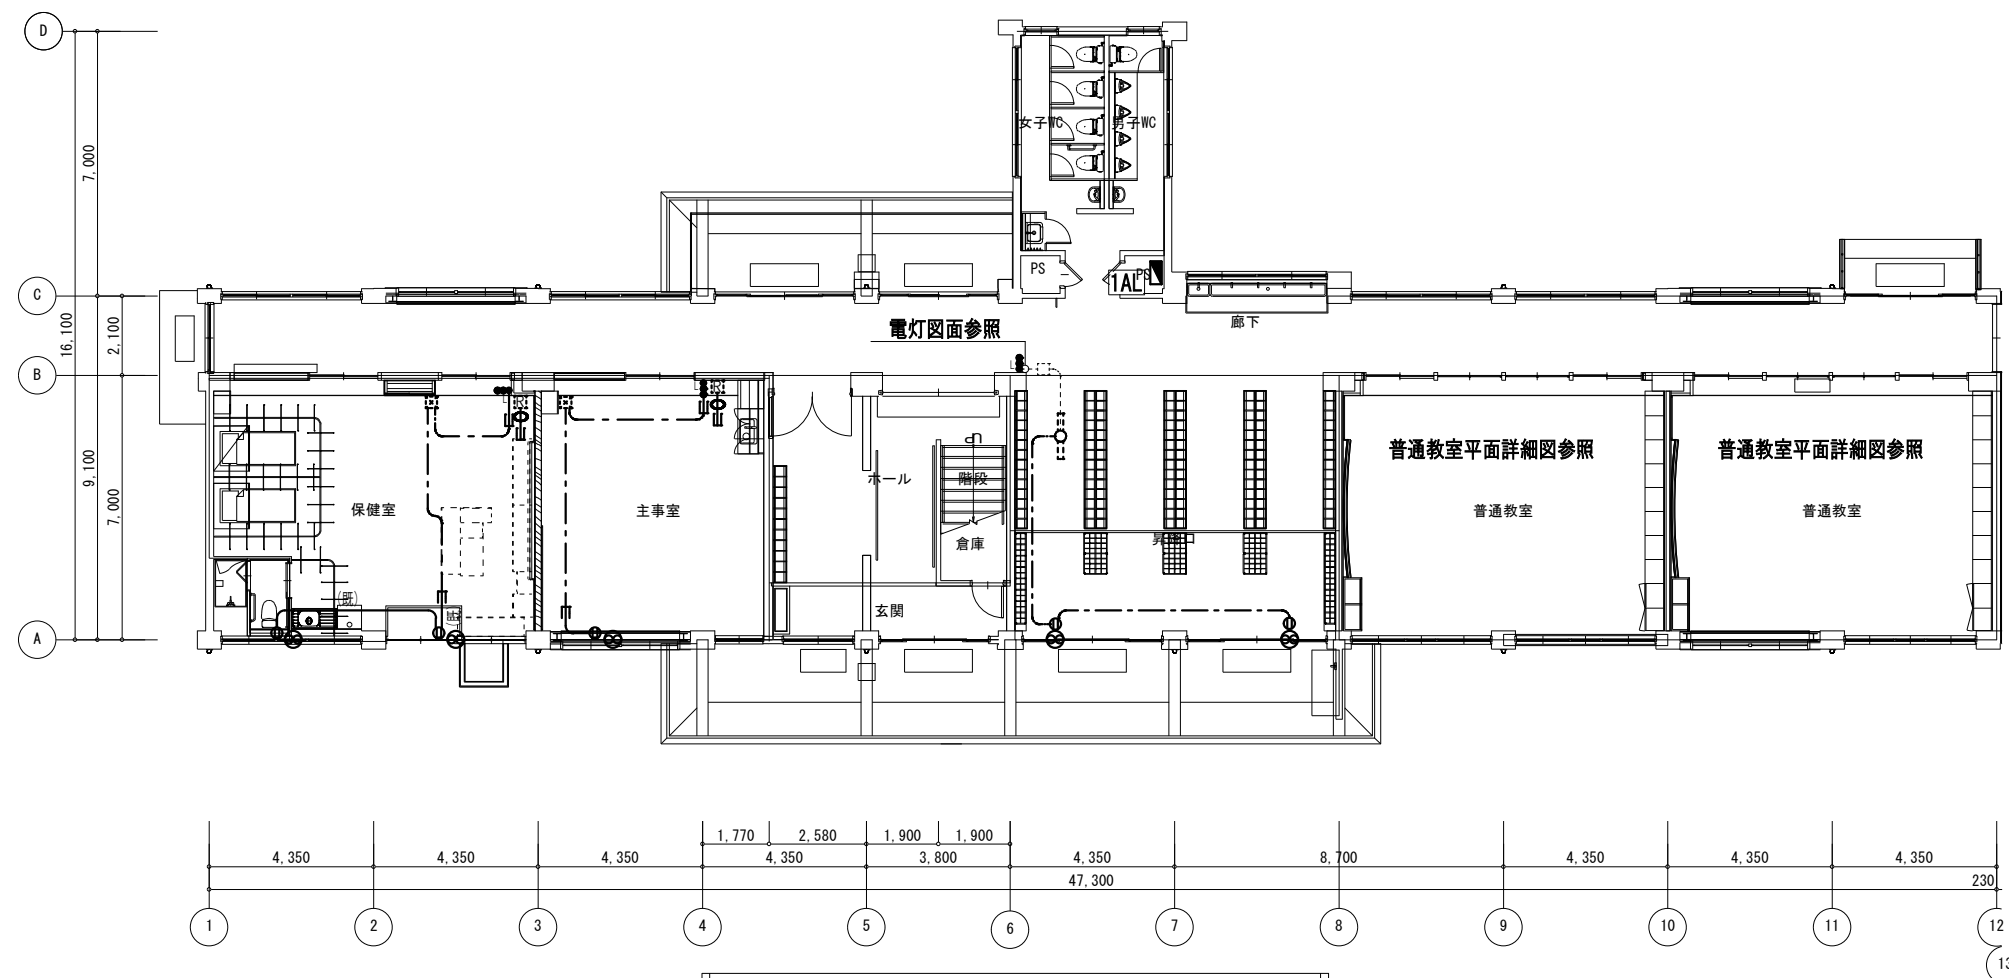 D
7,000
女子WC
男子WC
PS
PS
1AL
C
16,100
2,100
廊下
電灯図面参照
B
R
R
9,100
7,000
普通教室平面詳細図参照
普通教室平面詳細図参照
ホール
階段
保健室
主事室
普通教室
普通教室
倉庫
(既)
玄関
A
1,770
2,580
1,900
1,900
4,350
4,350
4,350
4,350
3,800
4,350
8,700
4,350
4,350
4,350
47,300
230
1
2
3
4
5
6
7
8
9
10
11
12